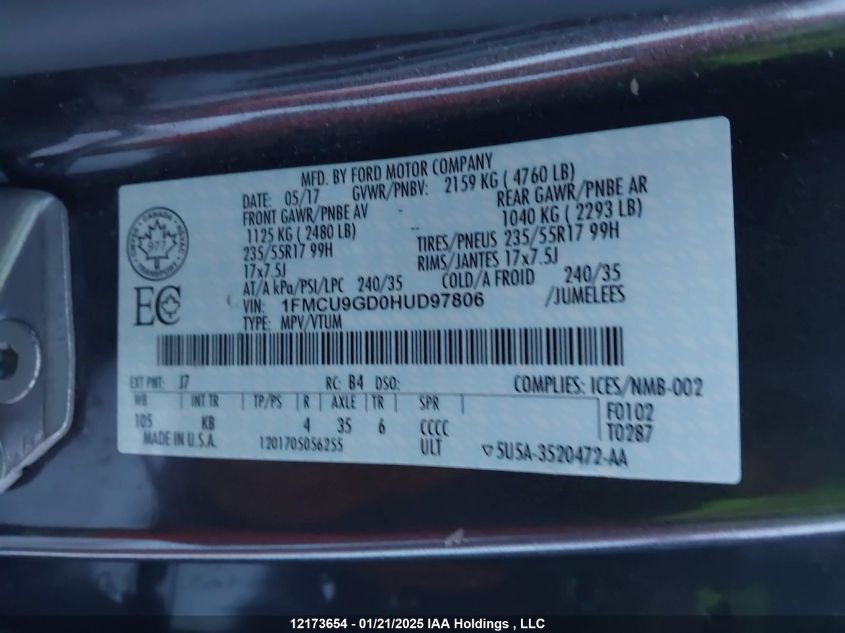 MFD. BY FORD MOTOR COMPANY
DATE: 05/17 GVWR/PNBV: 2159 KG ( 4760 LB)
FRONT GAWR/PNBE AV REAR GAWR/PNBE AR
1125 KG ( 2480 LB) 1040 KG ( 2293 LB)
235/55R17 99H TIRES/PNEUS 235/55R17 99H
17x7.5J RIMS/JANTES 17x7.5J
AT/A kPa/PSI/LPC 240/35 COLD/A FROID 240/35
VIN: 1FMCU9GD0HUD97806 /JUMELEES
TYPE: MPV/VTUM
CANADA
977
TRANSPORT
EC
EXT PNT: J7 RC: B4 DSO: COMPLIES: ICES/NMB-002
WB INT TR TP/PS R AXLE TR SPR F0102
105 KB 4 35 6 CCCC T0287
MADE IN U.S.A. 1201705056255 ULT ▽5U5A-3520472-AA
12173654 - 01/21/2025 IAA Holdings , LLC